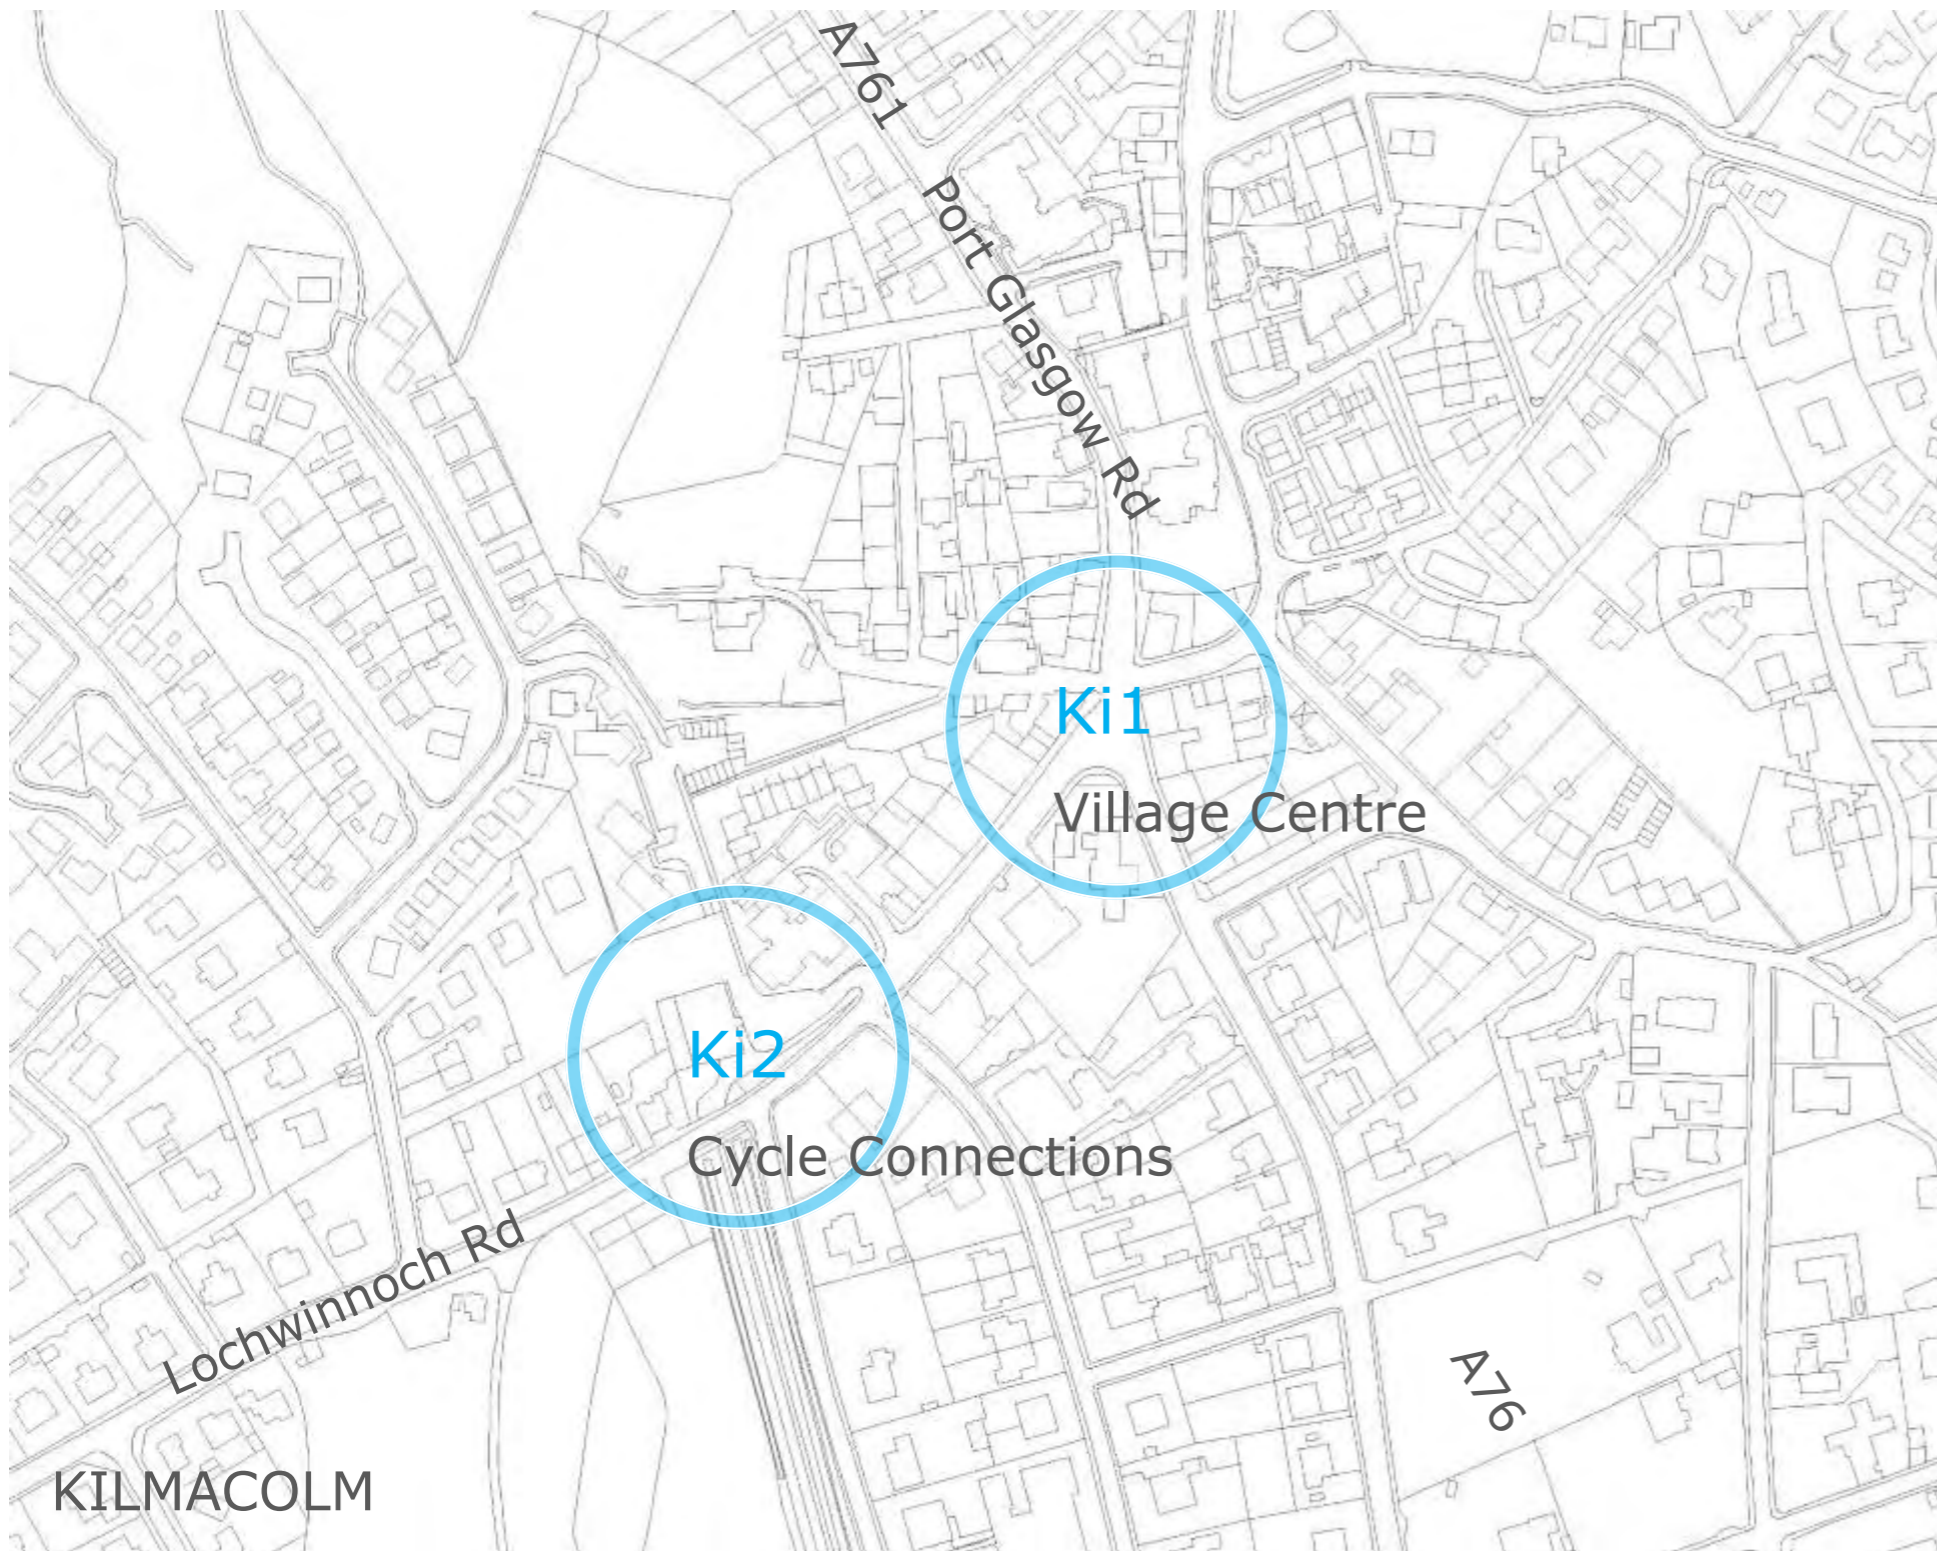 A761
Port Glasgow Rd
Ki1
Village Centre
Ki2
Cycle Connections
Lochwinnoch Rd
A76
KILMACOLM